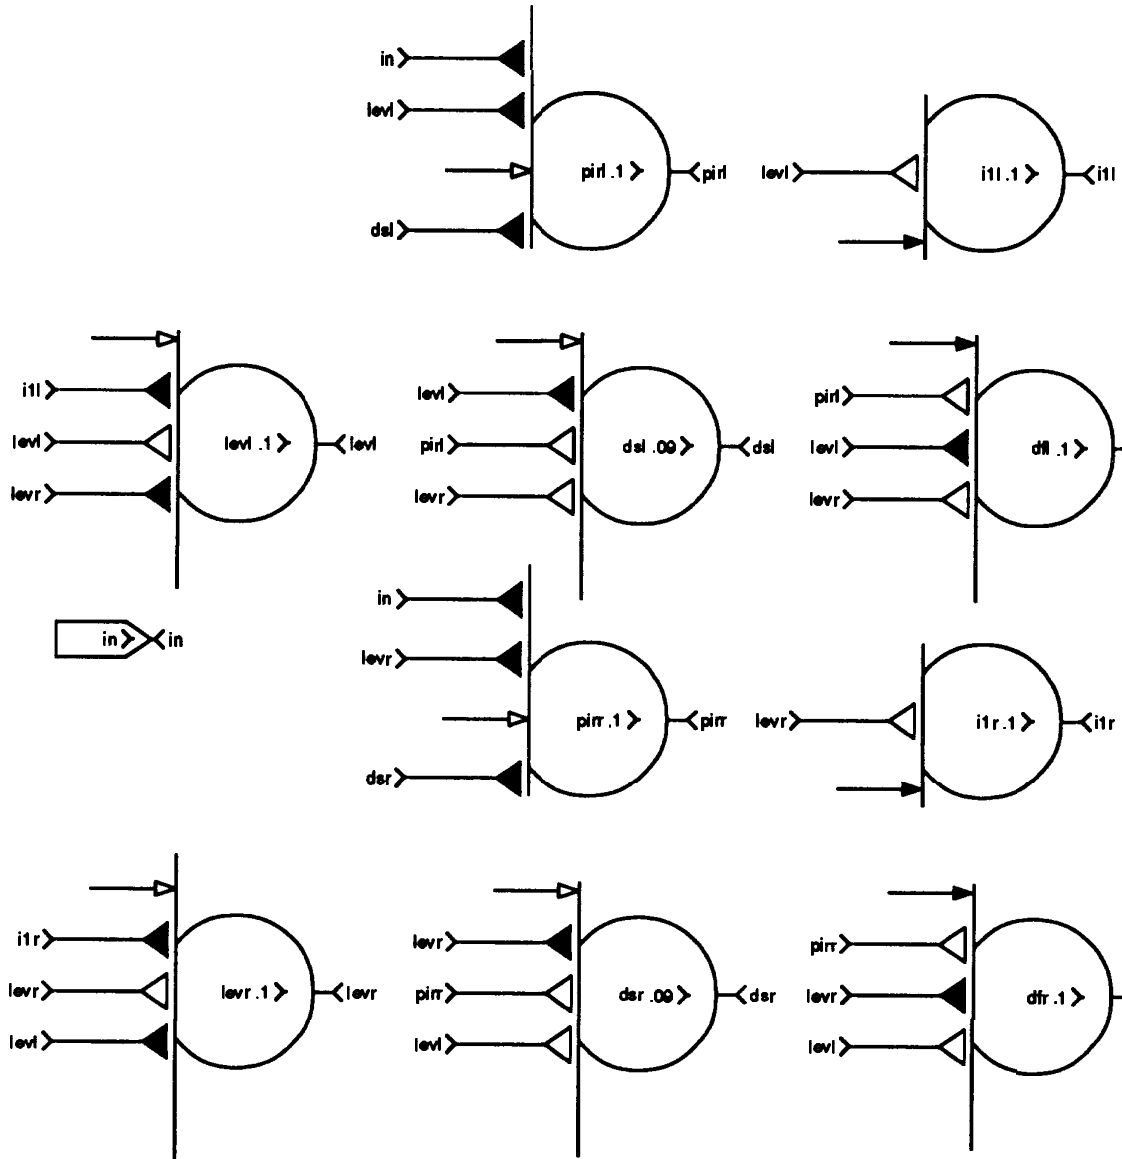 in
levl
levl
pirl .1
pirl
i1l .1
i1l
dsl
i1l
levl
levr
levl .1
levl
levl
pirl
levr
dsl .09
dsl
pirl
levl
levr
dfl .1
in
levr
in
in
levr
pirr .1
pirr
i1r .1
i1r
dsr
i1r
levr
levl
levr .1
levr
levr
pirr
levl
dsr .09
dsr
pirr
levr
levl
dfr .1